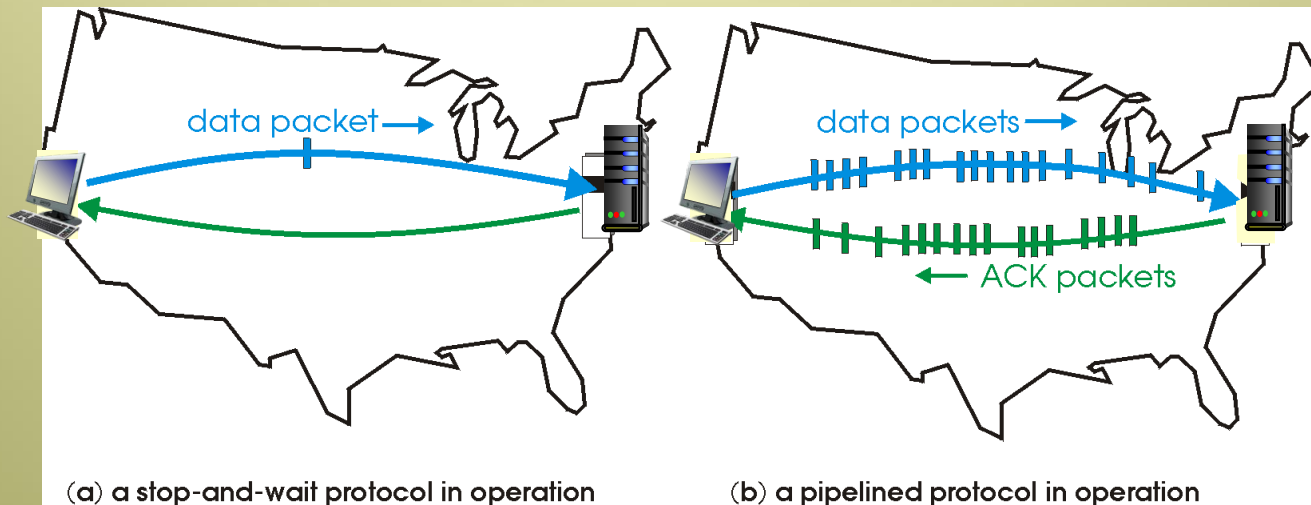 data packet
data packets
ACK packets
(a) a stop-and-wait protocol in operation
(b) a pipelined protocol in operation